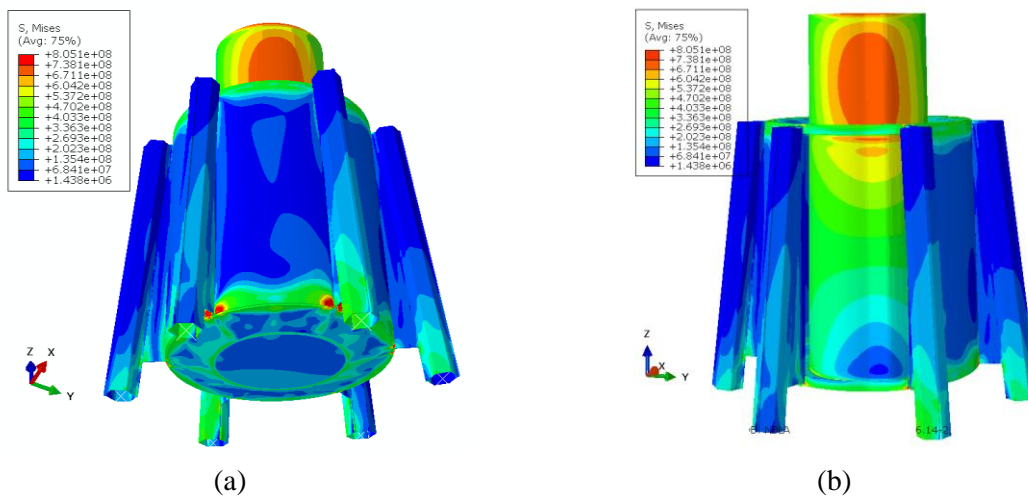 S, Mises
(Avg: 75%)
+8.051e+08
+7.381e+08
+6.711e+08
+6.042e+08
+5.372e+08
+4.702e+08
+4.033e+08
+3.363e+08
+2.693e+08
+2.023e+08
+1.354e+08
+6.841e+07
+1.438e+06
Z
X
Y
(a)
S, Mises
(Avg: 75%)
+8.051e+08
+7.381e+08
+6.711e+08
+6.042e+08
+5.372e+08
+4.702e+08
+4.033e+08
+3.363e+08
+2.693e+08
+2.023e+08
+1.354e+08
+6.841e+07
+1.438e+06
Z
X
Y
6.14-2
(b)